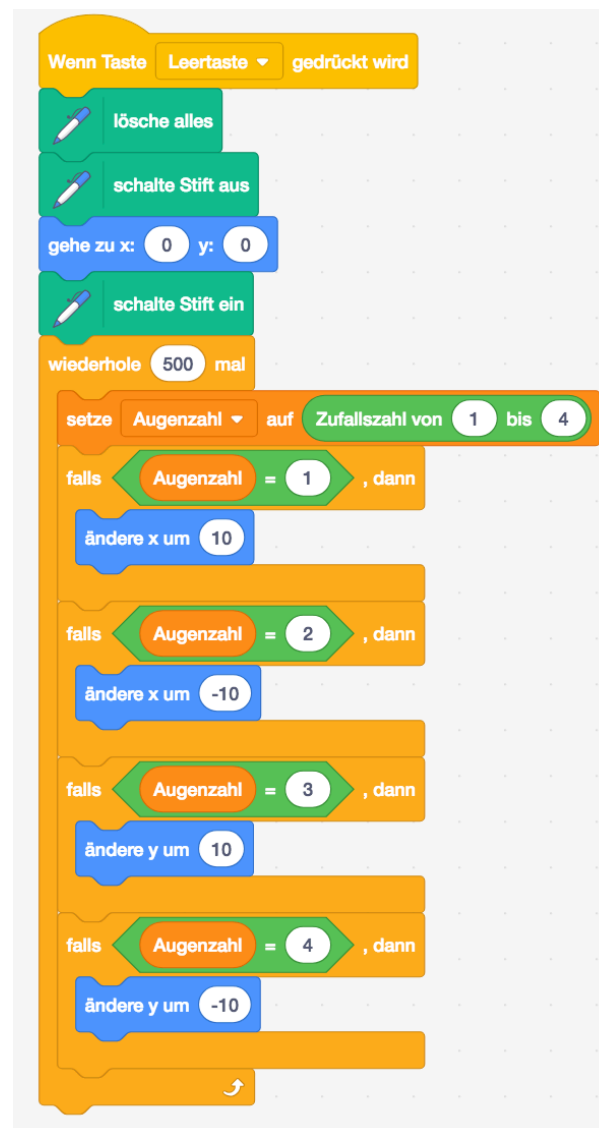 Wenn Taste Leertaste gedrückt wird
lösche alles
schalte Stift aus
gehe zu x: 0 y: 0
schalte Stift ein
wiederhole 500 mal
setze Augenzahl auf Zufallszahl von 1 bis 4
falls Augenzahl = 1 , dann
ändere x um 10
falls Augenzahl = 2 , dann
ändere x um -10
falls Augenzahl = 3 , dann
ändere y um 10
falls Augenzahl = 4 , dann
ändere y um -10